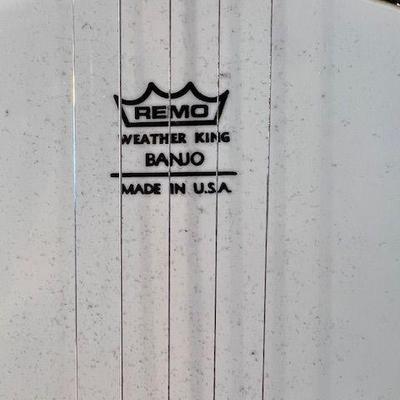 REMO
WEATHER KING
BANJO
MADE IN U.S.A.